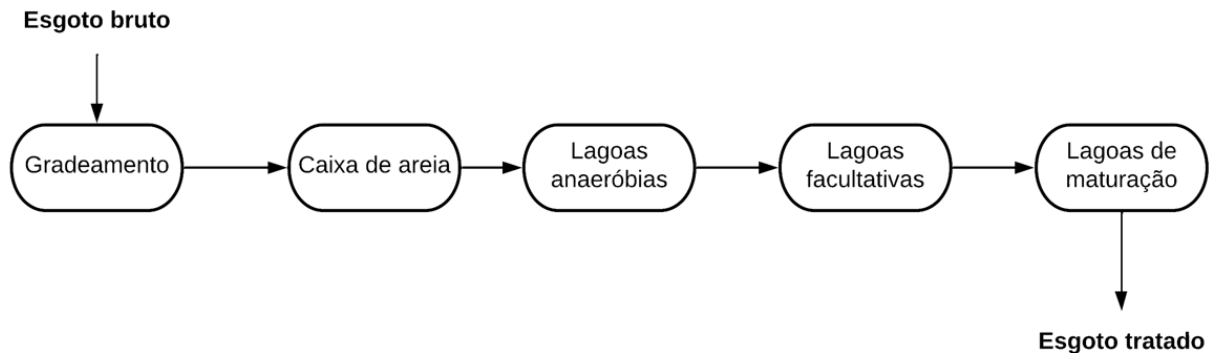 Esgoto bruto
Gradeamento
Caixa de areia
Lagoas
anaeróbias
Lagoas
facultativas
Lagoas de
maturação
Esgoto tratado